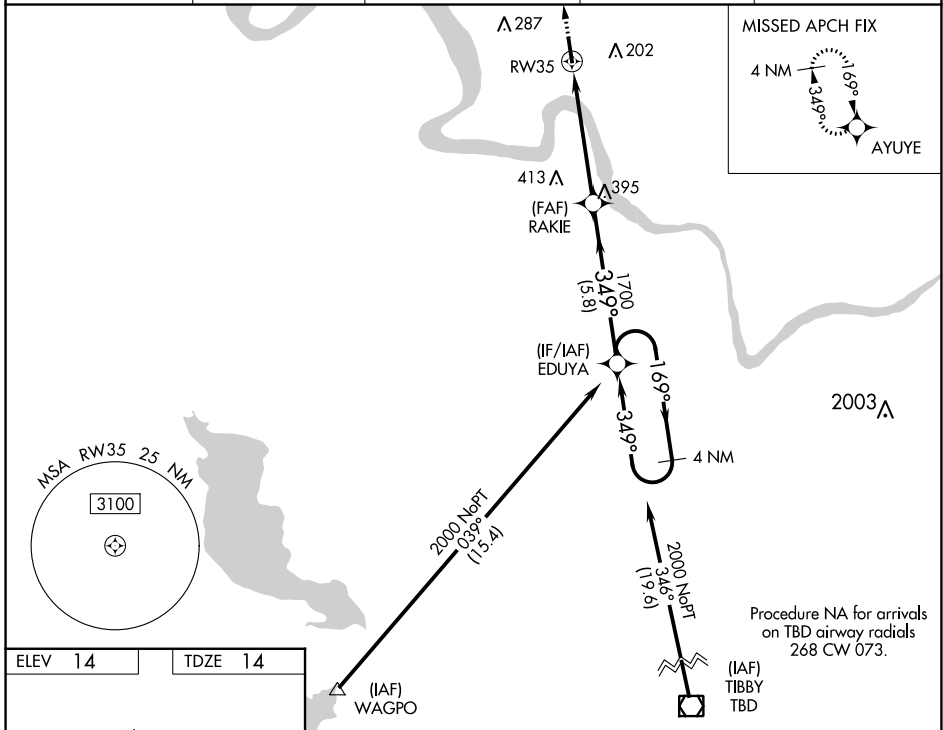 287
202
RW35
MISSED APCH FIX
4 NM
169°
349°
AYUYE
413
395
(FAF)
RAKIE
1700
349°
(5.8)
(IF/IAF)
EDUYA
169°
349°
4 NM
2003
MSA RW35 25 NM
3100
2000 NoPT
039°
(15.4)
2000 NoPT
346°
(19.6)
Procedure NA for arrivals
on TBD airway radials
268 CW 073.
ELEV 14
TDZE 14
(IAF)
WAGPO
(IAF)
TIBBY
TBD